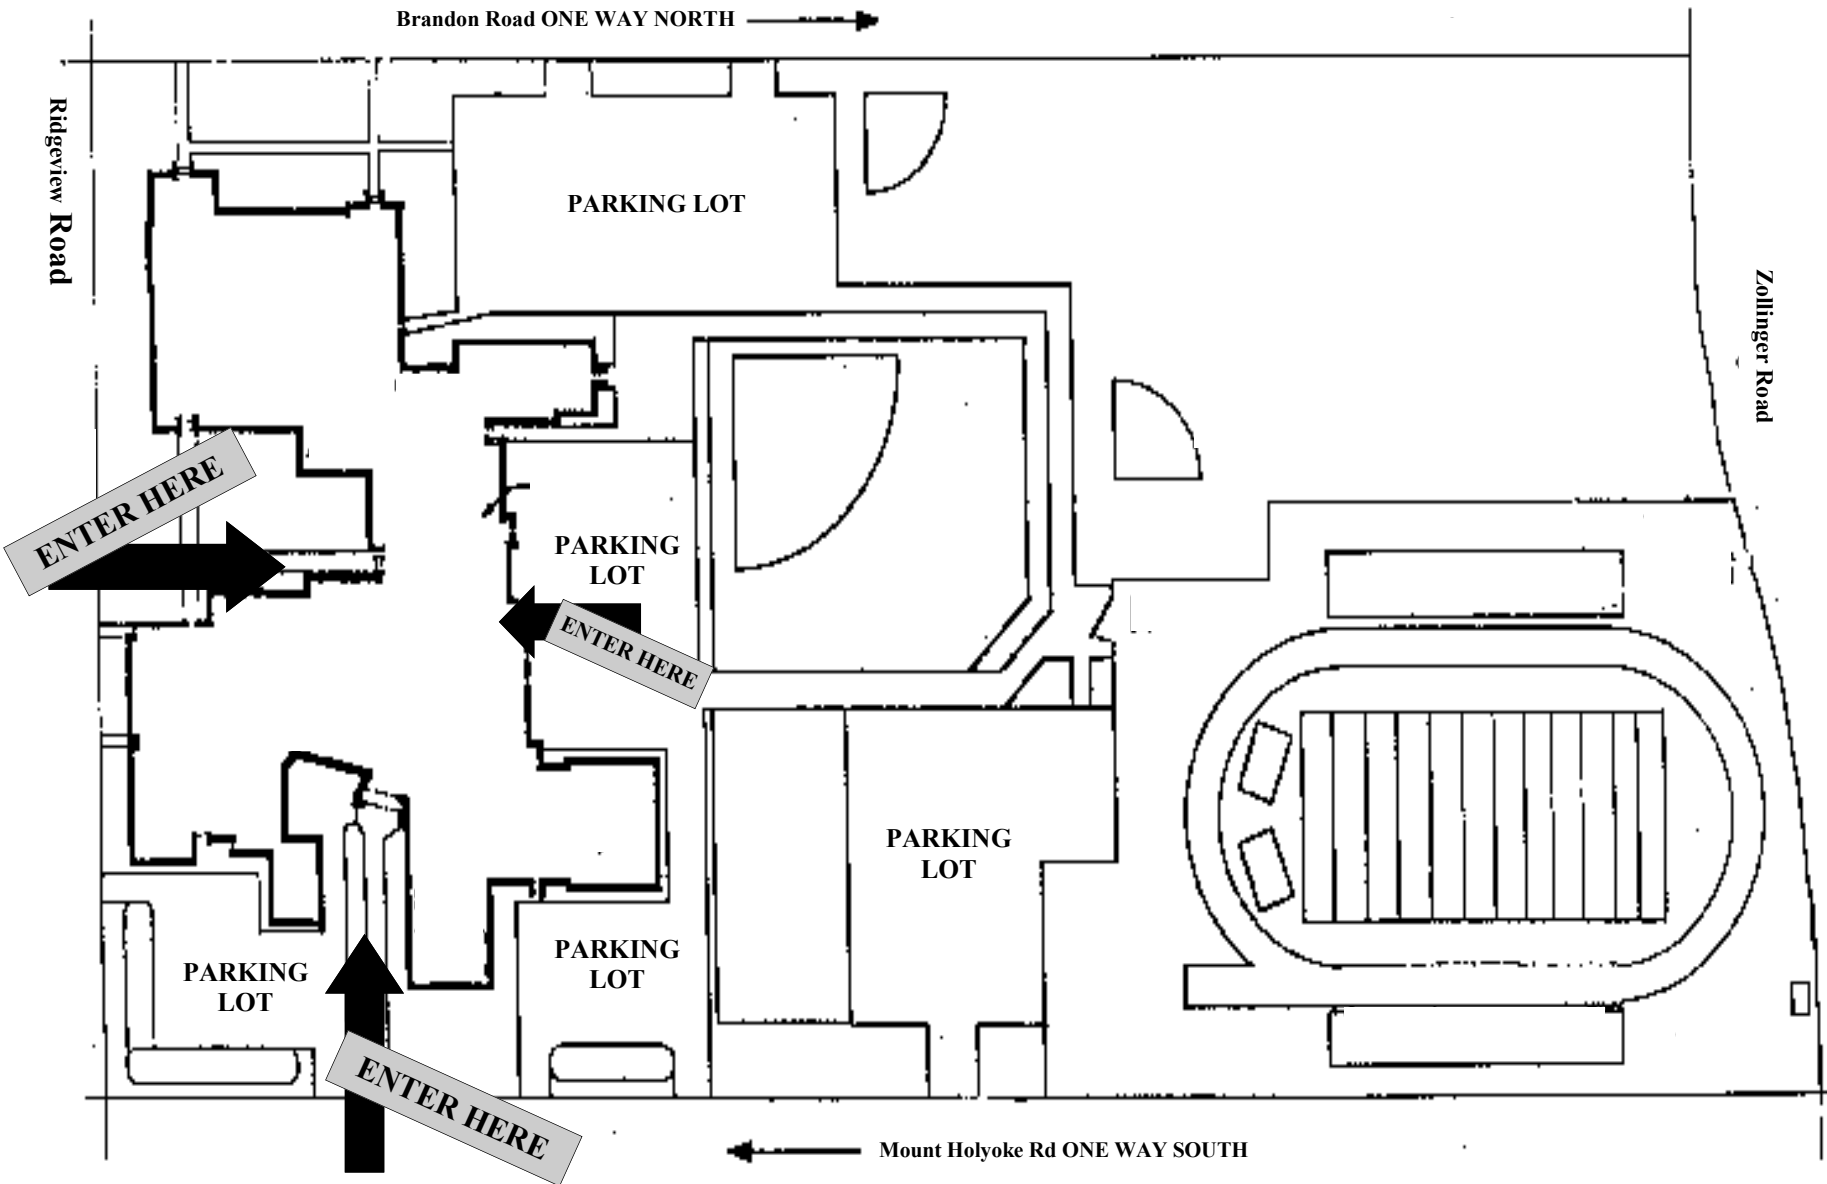 Brandon Road ONE WAY NORTH
Ridgeview Road
PARKING LOT
Zollinger Road
ENTER HERE
PARKING
LOT
ENTER HERE
PARKING
LOT
PARKING
LOT
PARKING
LOT
ENTER HERE
Mount Holyoke Rd ONE WAY SOUTH